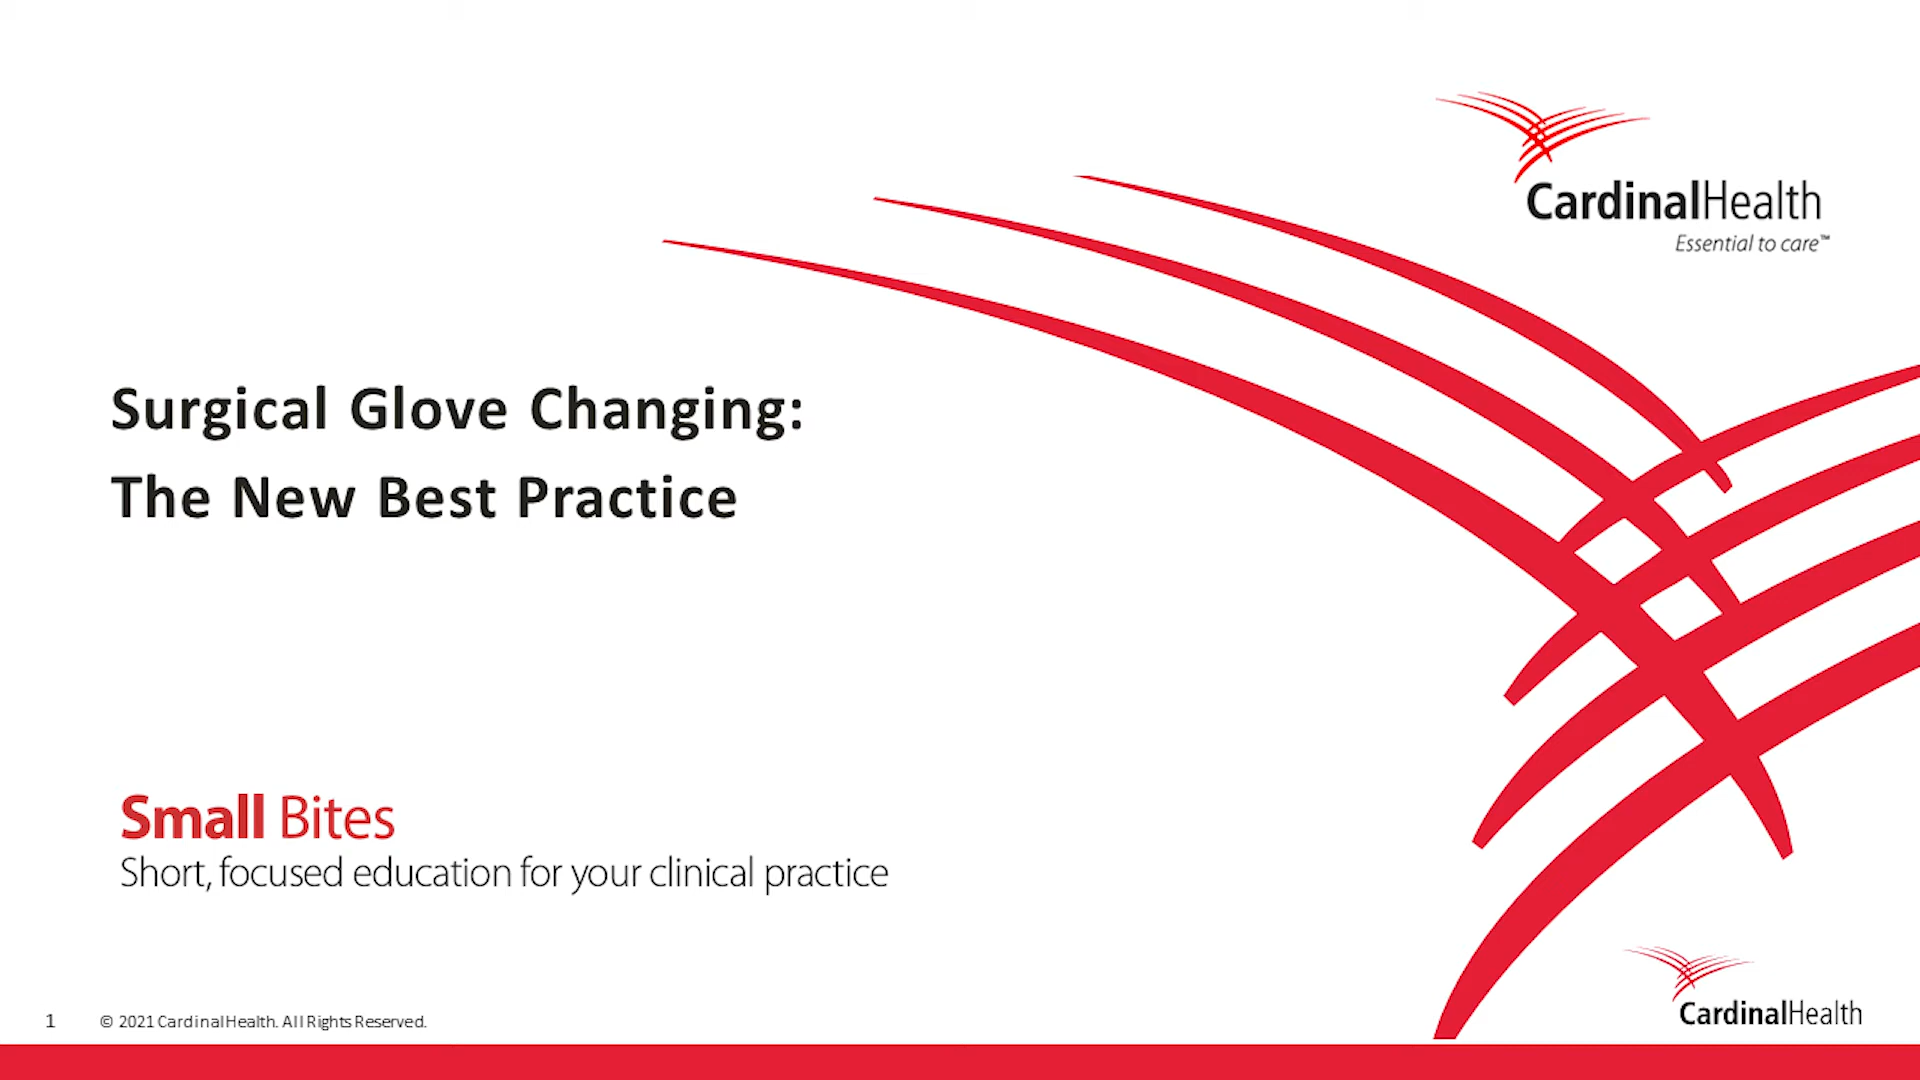 CardinalHealth
Essential to care™
Surgical Glove Changing:
The New Best Practice
Small Bites
Short, focused education for your clinical practice
CardinalHealth
1 © 2021 CardinalHealth. All Rights Reserved.